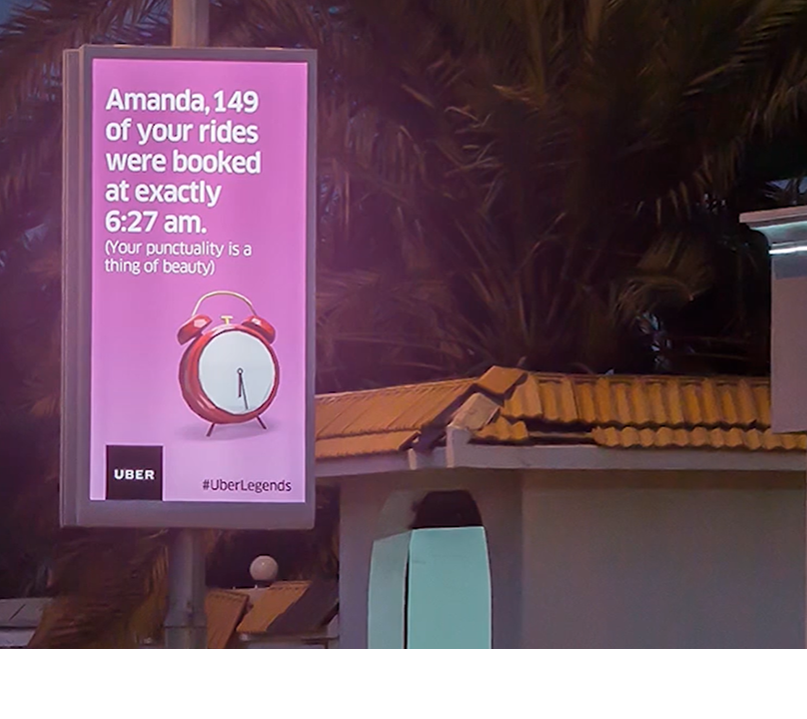 Amanda, 149
of your rides
were booked
at exactly
6:27 am.
(Your punctuality is a
thing of beauty)
UBER
#UberLegends